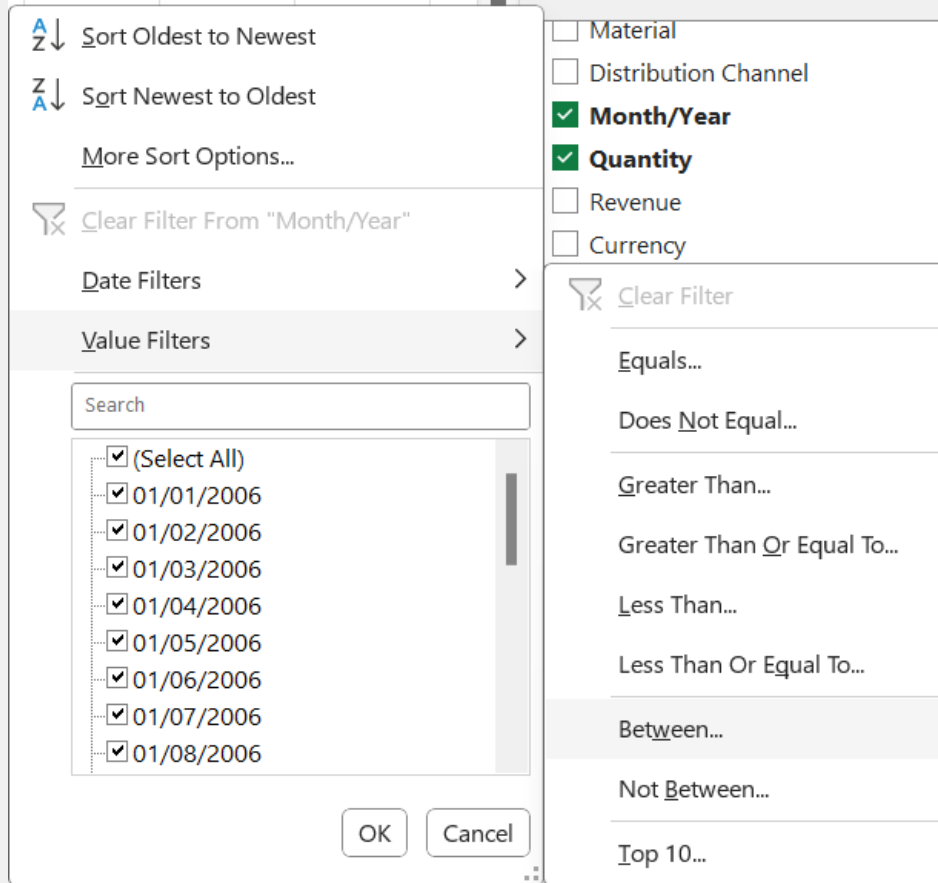 Sort Oldest to Newest
Sort Newest to Oldest
More Sort Options...
Clear Filter From "Month/Year"
Date Filters
Value Filters
Search
(Select All)
01/01/2006
01/02/2006
01/03/2006
01/04/2006
01/05/2006
01/06/2006
01/07/2006
01/08/2006
OK Cancel
Material
Distribution Channel
Month/Year
Quantity
Revenue
Currency
Clear Filter
Equals...
Does Not Equal...
Greater Than...
Greater Than Or Equal To...
Less Than...
Less Than Or Equal To...
Between...
Not Between...
Top 10...